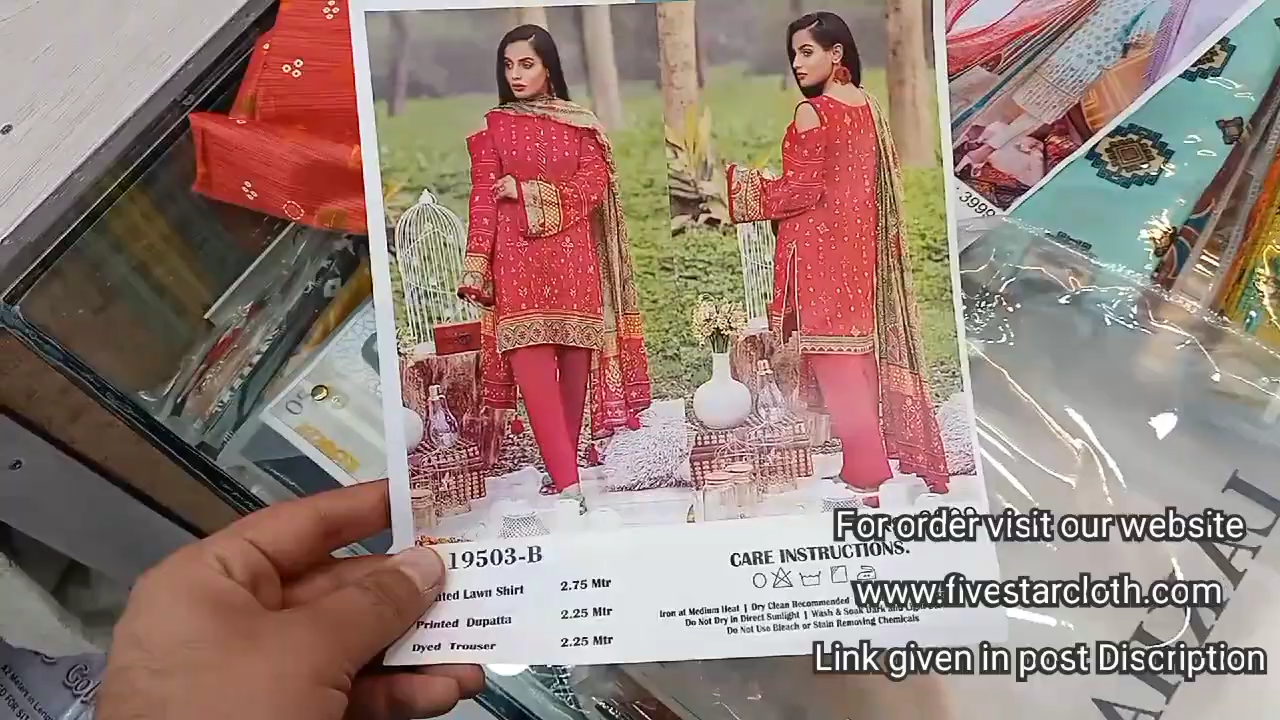 3999
19503-B
CARE INSTRUCTIONS.
Lawn Shirt 2.75 Mtr
Printed Dupatta 2.25 Mtr
Dyed Trouser 2.25 Mtr
Iron at Medium Heat | Dry Clean Recommended
Do Not Dry in Direct Sunlight | Wash & Soak Dark and
Do Not Use Bleach or Stain Removing Chemicals
For order visit our website
www.fivestarcloth.com
Link given in post Discription